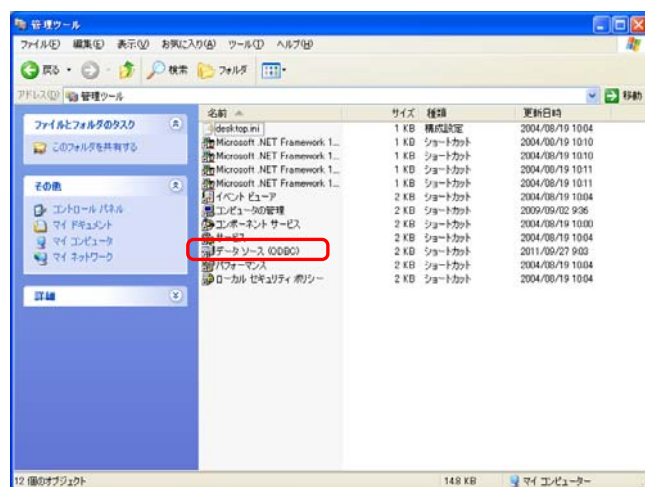 管理ツール
ファイル(F) 編集(E) 表示(V) お気に入り(A) ツール(T) ヘルプ(H)
戻る 検索 フォルダ
アドレス(D) 管理ツール 移動
ファイルとフォルダのタスク
このフォルダを共有する
その他
コントロール パネル
マイ ドキュメント
マイ コンピュータ
マイ ネットワーク
詳細
名前 サイズ 種類 更新日時
desktop.ini 1 KB 構成設定 2004/08/19 10:04
Microsoft .NET Framework 1... 1 KB ショートカット 2004/08/19 10:10
Microsoft .NET Framework 1... 1 KB ショートカット 2004/08/19 10:10
Microsoft .NET Framework 1... 1 KB ショートカット 2004/08/19 10:11
Microsoft .NET Framework 1... 1 KB ショートカット 2004/08/19 10:11
イベント ビューア 2 KB ショートカット 2004/08/19 10:04
コンピュータの管理 2 KB ショートカット 2009/09/02 9:36
コンポーネント サービス 2 KB ショートカット 2004/08/19 10:00
サービス 2 KB ショートカット 2004/08/19 10:04
データ ソース (ODBC) 2 KB ショートカット 2011/09/27 9:03
パフォーマンス 2 KB ショートカット 2004/08/19 10:04
ローカル セキュリティ ポリシー 2 KB ショートカット 2004/08/19 10:04
12 個のオブジェクト 14.8 KB マイ コンピューター